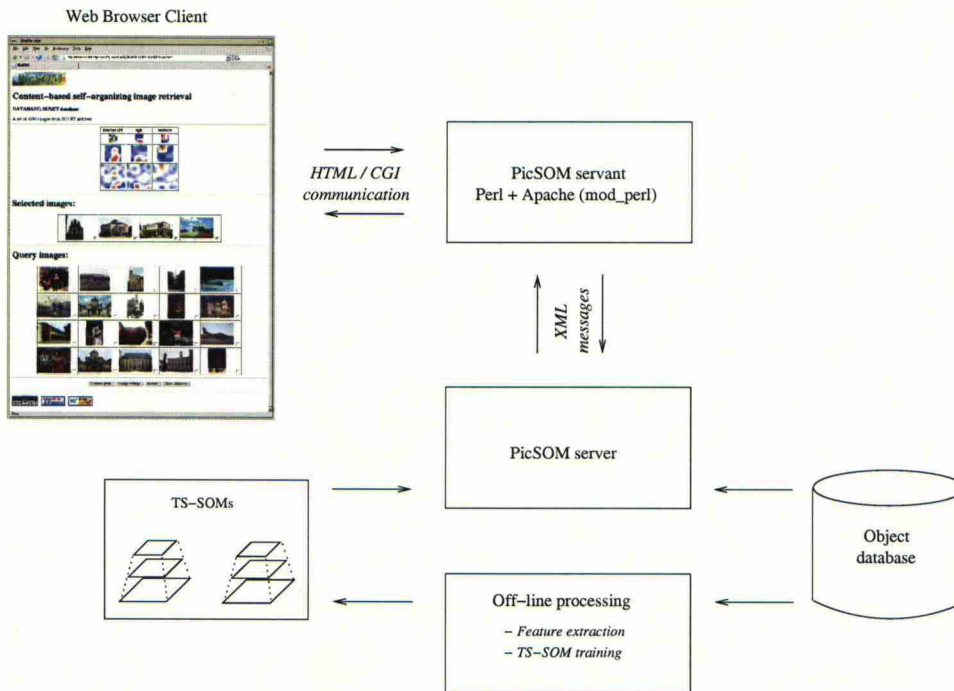 Web Browser Client
Content-based self-organizing image retrieval
Selected images:
Query images:
HTML / CGI
communication
PicSOM servant
Perl + Apache (mod_perl)
XML
messages
PicSOM server
TS-SOMs
Object
database
Off-line processing
- Feature extraction
- TS-SOM training